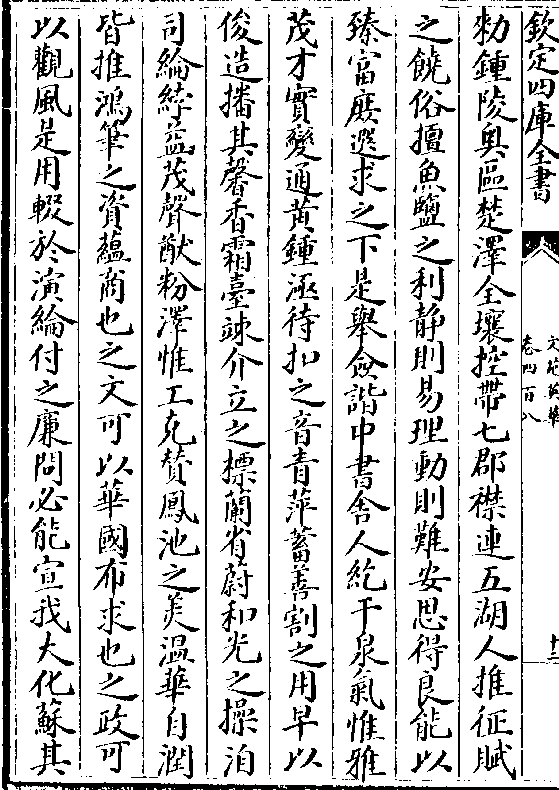 欽定四庫全書
文苑英華
卷四百八
十三
勅鍾陵奥區楚澤全壤控帶七郡襟連五湖人推征賦
之饒俗擅魚鹽之利静則易理動則難安思得良能以
臻富庶選求之下是舉僉諧中書舍人紇干泉氣惟雅
茂才實變通黄鍾亟待扣之音青萍蓄善割之用早以
俊造播其馨香霜臺竦介立之標蘭省蔚和光之操洎
司綸綍益茂聲猷粉澤惟工克賛鳳池之美温華自潤
皆推鴻筆之資蘊商也之文可以華國布求也之政可
以觀風是用輟於演綸付之廉問必能宣我大化蘇其